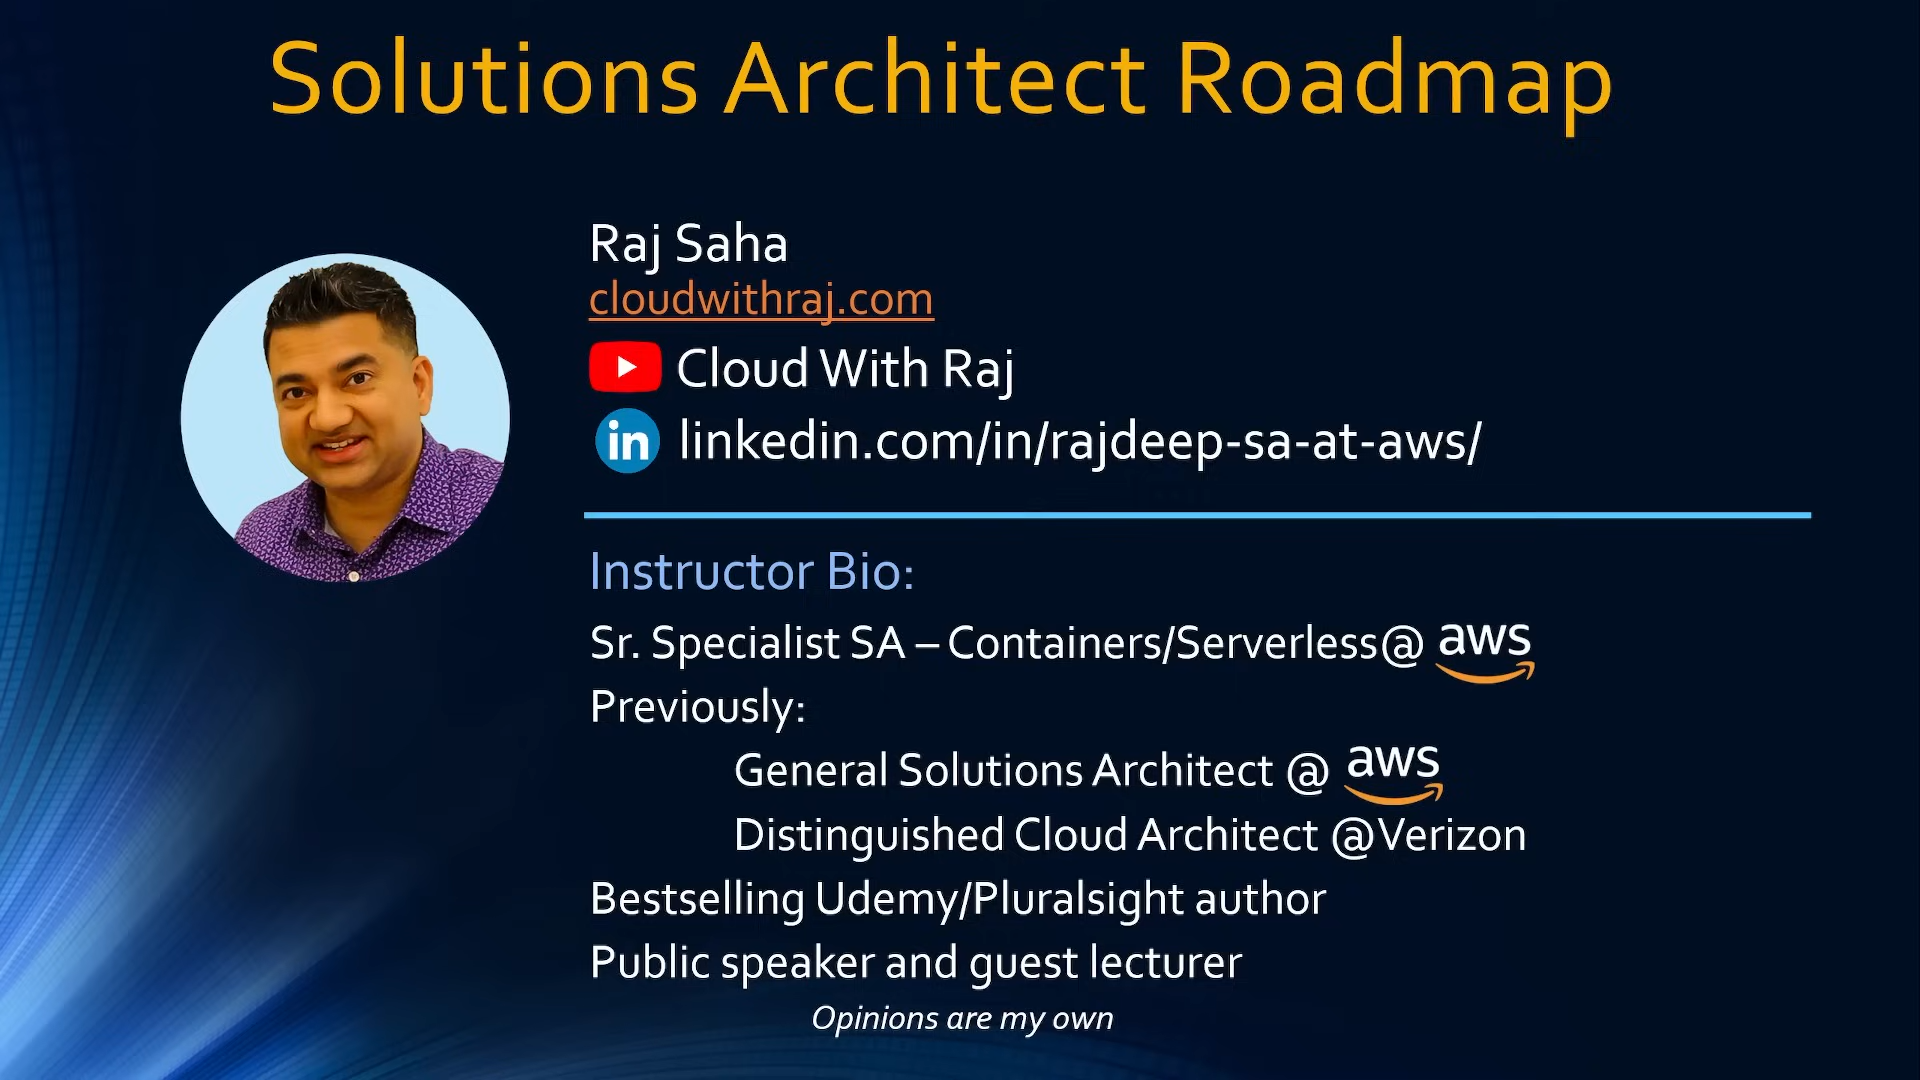 Solutions Architect Roadmap
Raj Saha
cloudwithraj.com
Cloud With Raj
in linkedin.com/in/rajdeep-sa-at-aws/
Instructor Bio:
Sr. Specialist SA – Containers/Serverless@ aws
Previously:
General Solutions Architect @ aws
Distinguished Cloud Architect @Verizon
Bestselling Udemy/Pluralsight author
Public speaker and guest lecturer
Opinions are my own